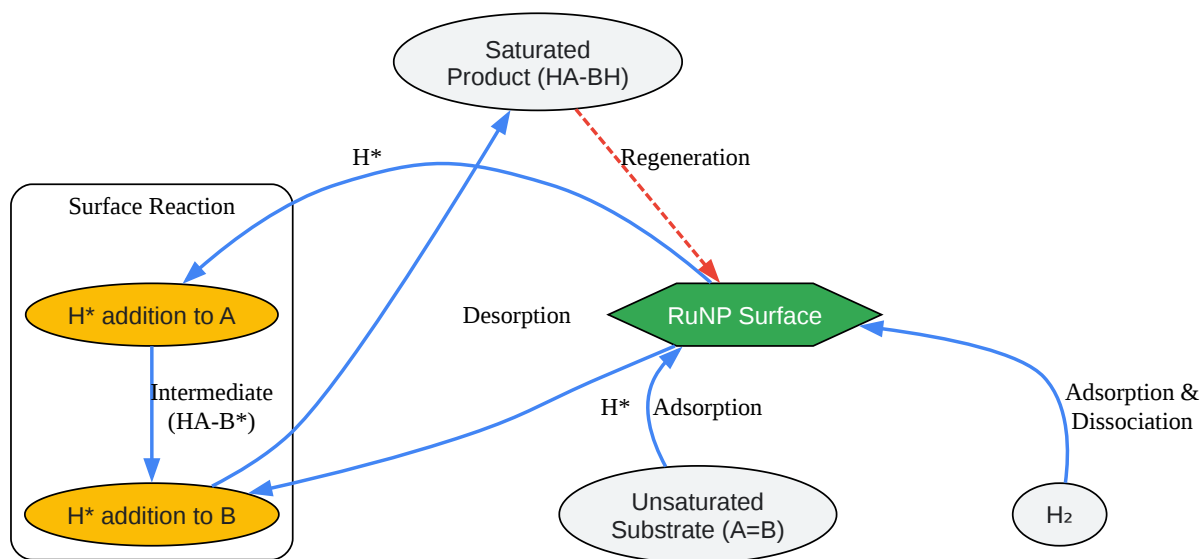 Saturated
Product (HA-BH)
H*
Regeneration
Surface Reaction
H* addition to A
Desorption
RuNP Surface
Intermediate
(HA-B*)
H*
Adsorption
Adsorption &
Dissociation
H* addition to B
Unsaturated
Substrate (A=B)
H₂